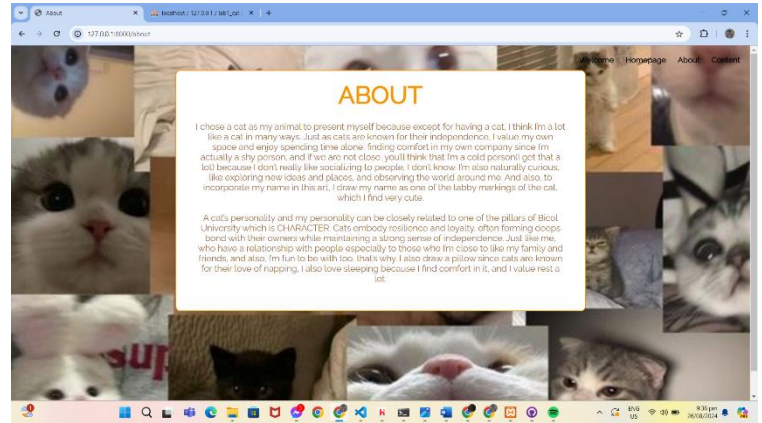 About
localhost / 127.0.0.1 / lab1_cat
127.0.0.1:8000/about
Welcome Homepage About Content
ABOUT
I chose a cat as my animal to present myself because except for having a cat, I think I'm a lot
like a cat in many ways. Just as cats are known for their independence, I value my own
space and enjoy spending time alone, finding comfort in my own company since I'm
actually a shy person, and if we are not close, youll think that I'm a cold person(I got that a
lot) because I don't really like socializing to people, I don't know. I'm also naturally curious,
like exploring new ideas and places, and observing the world around me. And also, to
incorporate my name in this art, I draw my name as one of the tabby markings of the cat,
which I find very cute.
A cat's personality and my personality can be closely related to one of the pillars of Bicol
University which is CHARACTER. Cats embody resilience and loyalty, often forming deeps
bond with their owners while maintaining a strong sense of independence. Just like me,
who have a relationship with people especially to those who I'm close to like my family and
friends, and also, I'm fun to be with too, that's why I also draw a pillow since cats are known
for their love of napping, I also love sleeping because I find comfort in it, and I value rest a
lot.
sup
ENG
US
9:36 pm
26/08/2024